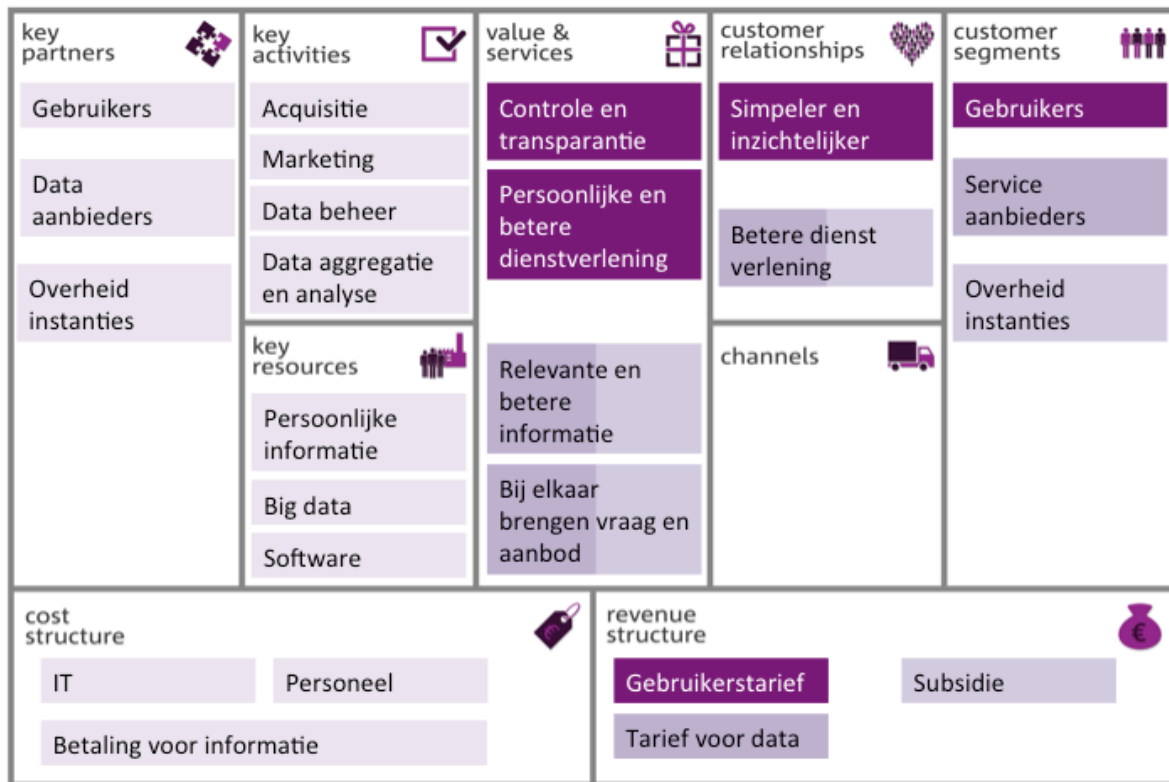 key
partners
Gebruikers
Data
aanbieders
Overheid
instanties
key
activities
Acquisitie
Marketing
Data beheer
Data aggregatie
en analyse
key
resources
Persoonlijke
informatie
Big data
Software
value &
services
Controle en
transparantie
Persoonlijke en
betere
dienstverlening
Relevante en
betere
informatie
Bij elkaar
brengen vraag en
aanbod
customer
relationships
Simpeler en
inzichtelijker
Betere dienst
verlening
channels
customer
segments
Gebruikers
Service
aanbieders
Overheid
instanties
cost
structure
€
IT
Personeel
Betaling voor informatie
revenue
structure
€
Gebruikerstarief
Subsidie
Tarief voor data